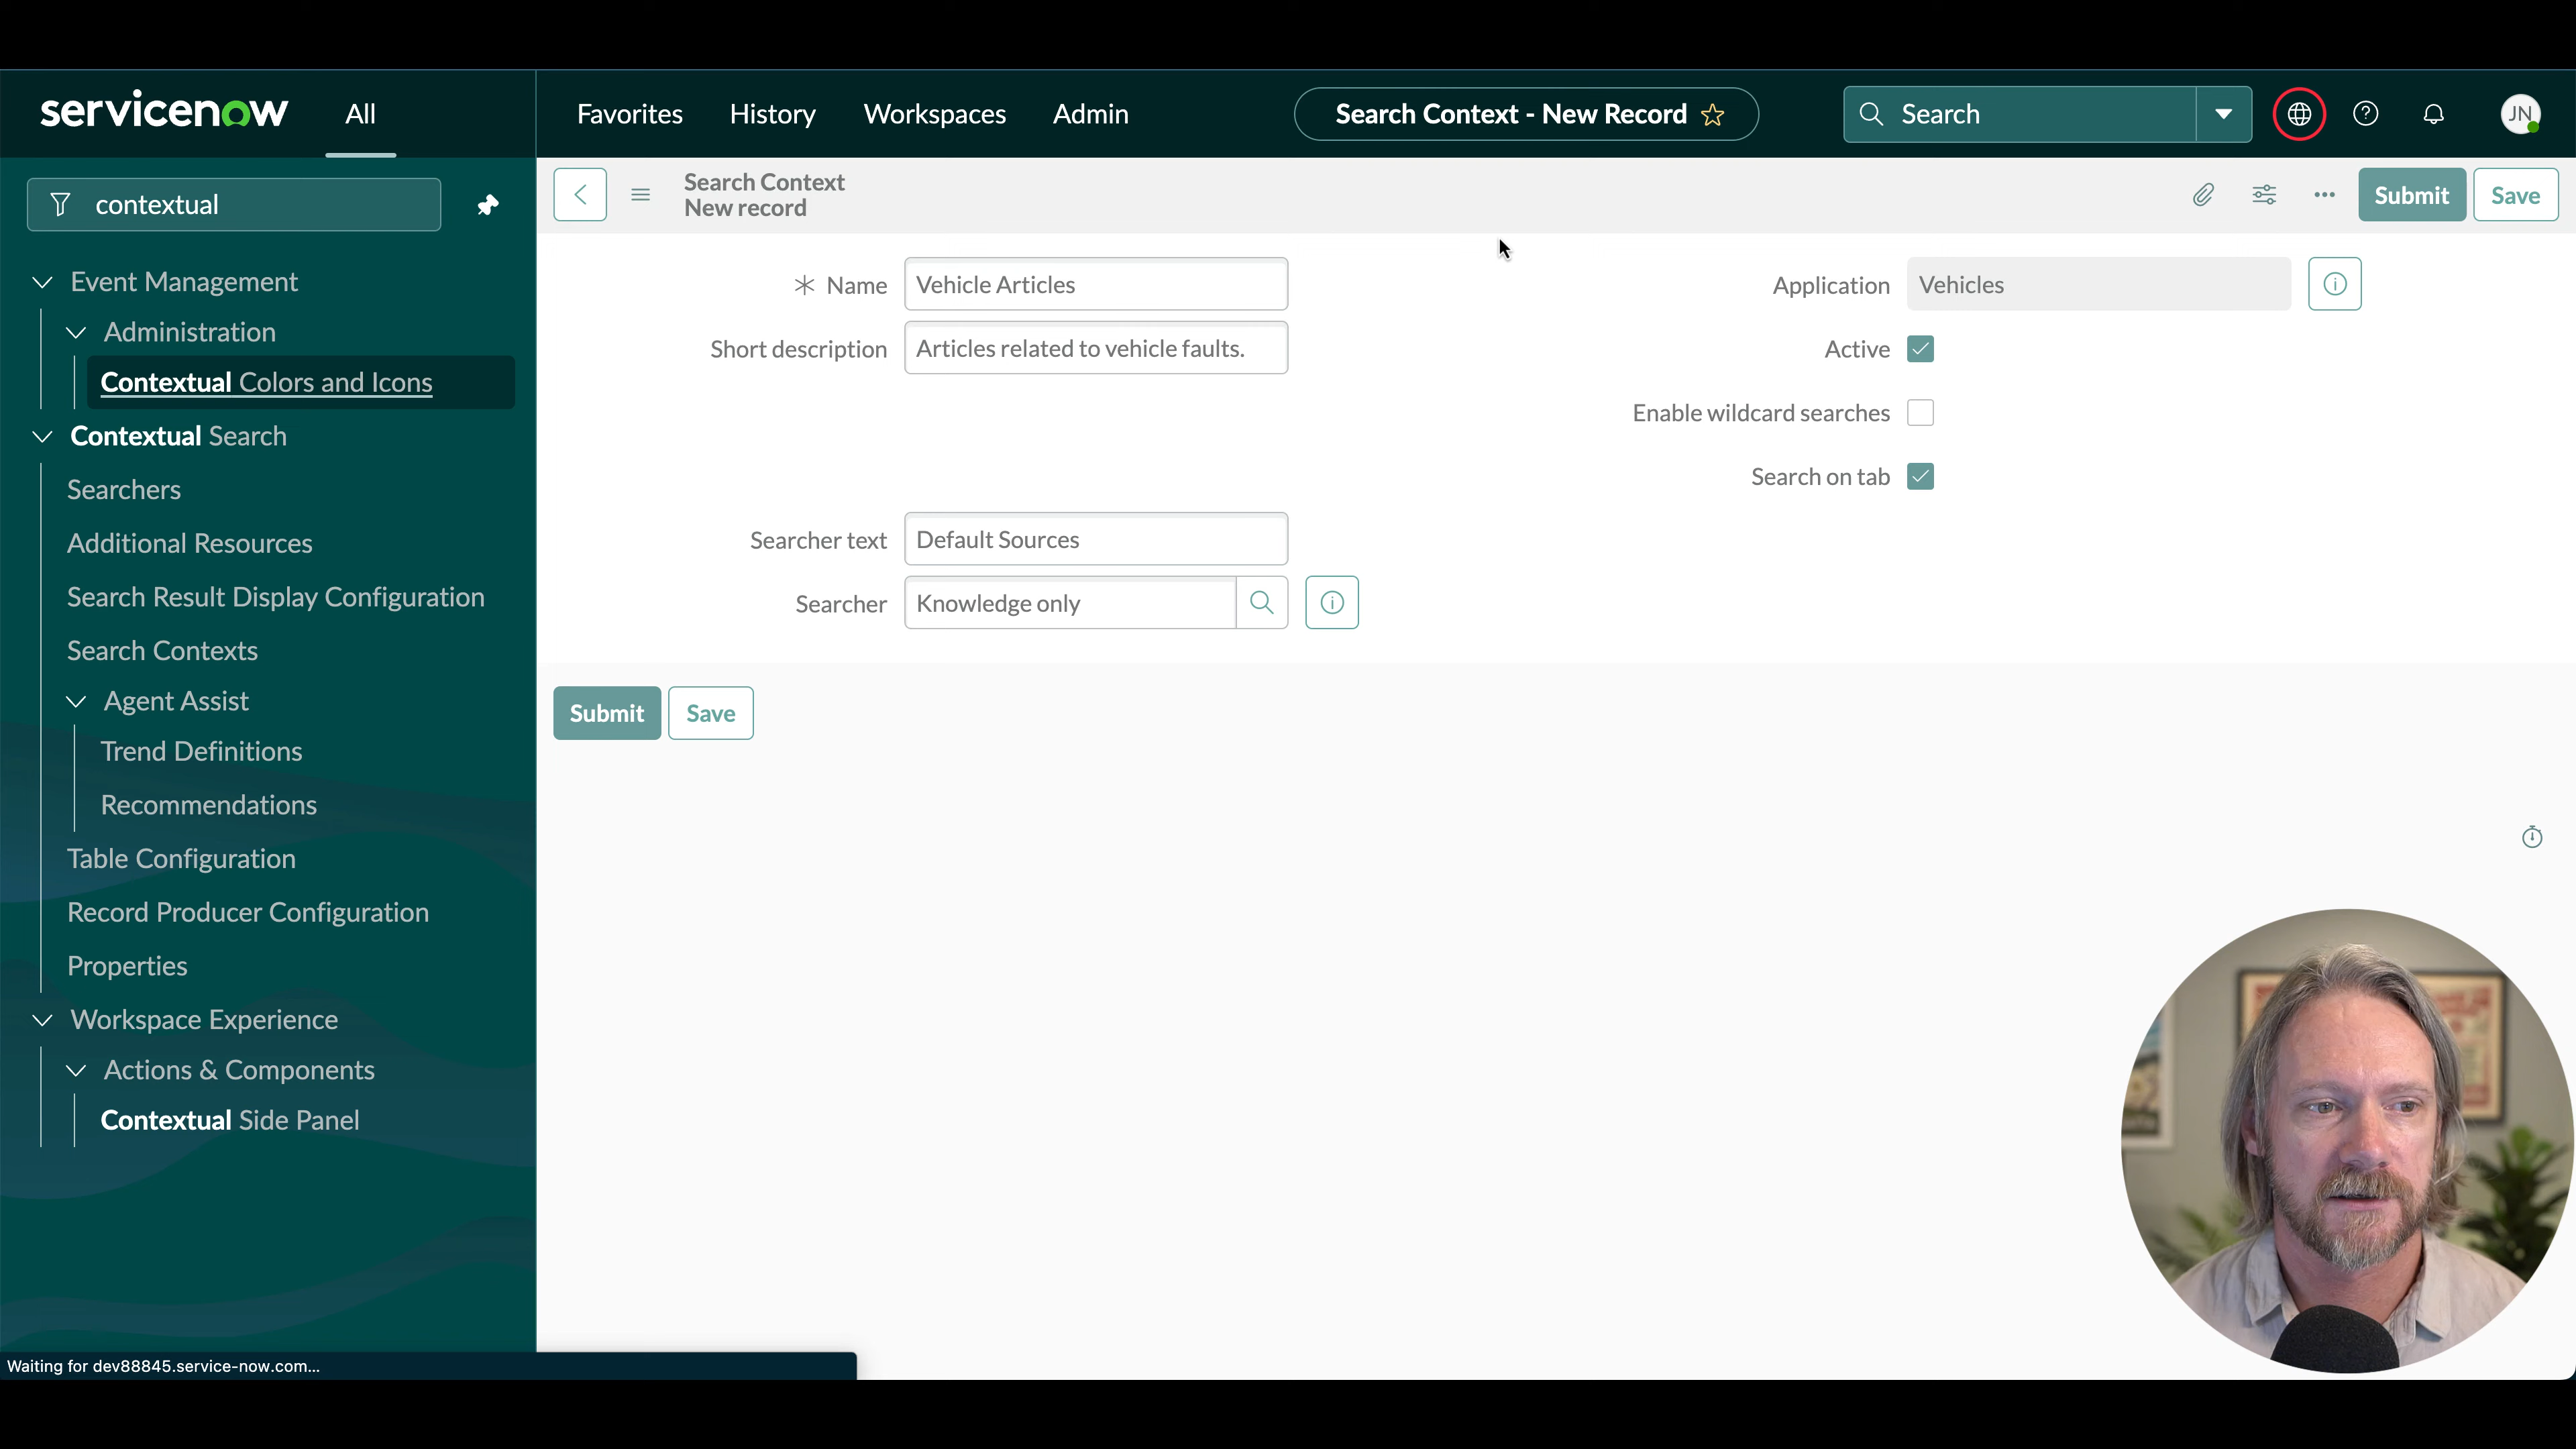 servicenow
All
Favorites
History
Workspaces
Admin
Search Context - New Record
Search
JN
contextual
Search Context
New record
Submit
Save
Event Management
Administration
Contextual Colors and Icons
Contextual Search
Searchers
Additional Resources
Search Result Display Configuration
Search Contexts
Agent Assist
Trend Definitions
Recommendations
Table Configuration
Record Producer Configuration
Properties
Workspace Experience
Actions & Components
Contextual Side Panel
Name
Vehicle Articles
Short description
Articles related to vehicle faults.
Searcher text
Default Sources
Searcher
Knowledge only
Application
Vehicles
Active
Enable wildcard searches
Search on tab
Submit
Save
Waiting for dev88845.service-now.com...